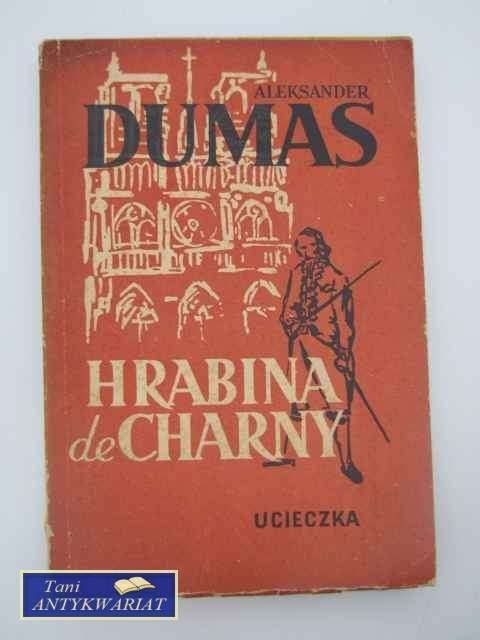 ALEKSANDER
DUMAS
HRABINA
de CHARNY
UCIECZKA
Tani
ANTYKWARIAT